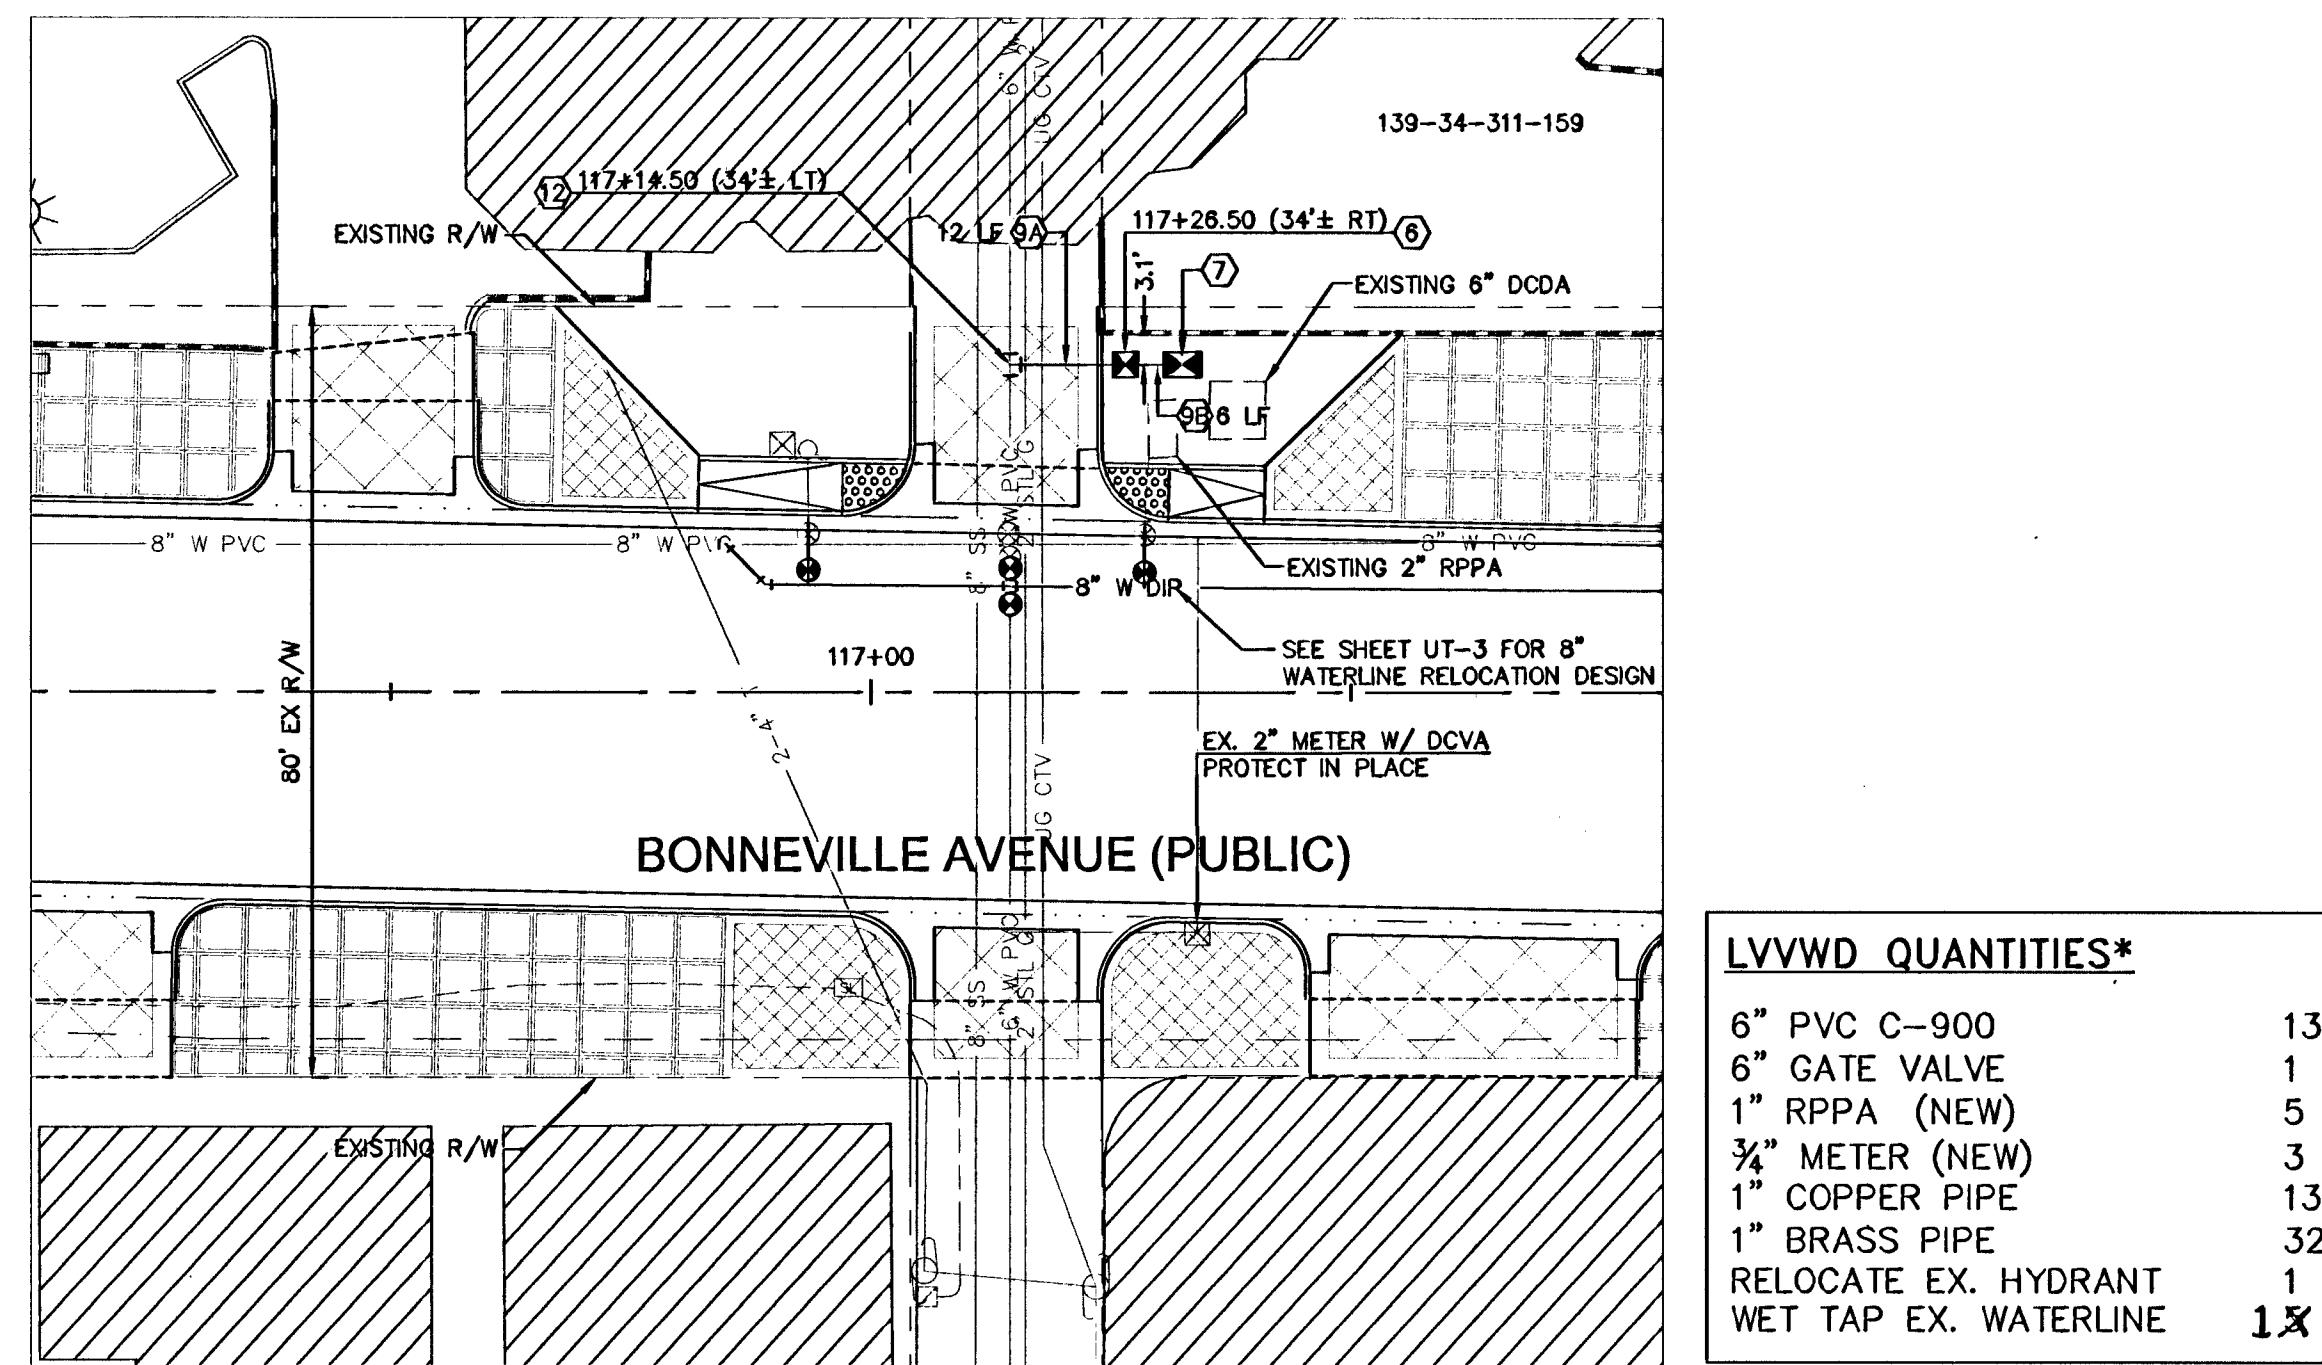 6" W P
UG CTV
139-34-311-159
12 117+14.50 (34'± LT)
EXISTING R/W
12 LF 9A
117+26.50 (34'± RT) 6
3.1'
7
EXISTING 6" DCDA
9B 6 LF
8" W PVC
8" W PVC
8" W PVC
8" SS
W PVC
2" STL G
EXISTING 2" RPPA
8" W DIP
SEE SHEET UT-3 FOR 8"
WATERLINE RELOCATION DESIGN
117+00
80' EX R/W
2-4"
EX. 2" METER W/ DCVA
PROTECT IN PLACE
UG CTV
BONNEVILLE AVENUE (PUBLIC)
8" SS
6" W PVC
2" STL G
EXISTING R/W
LVVWD QUANTITIES*
6" PVC C-900 13
6" GATE VALVE 1
1" RPPA (NEW) 5
¾" METER (NEW) 3
1" COPPER PIPE 13
1" BRASS PIPE 32
RELOCATE EX. HYDRANT 1
WET TAP EX. WATERLINE 1